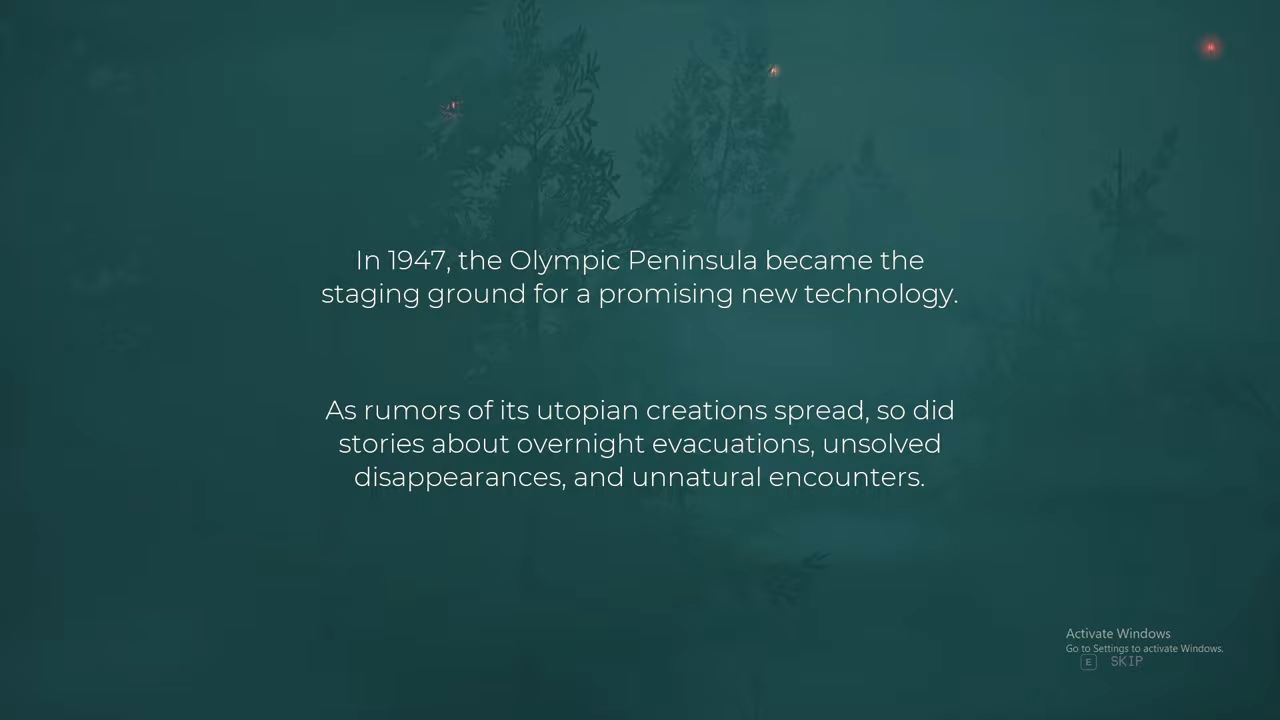 In 1947, the Olympic Peninsula became the
staging ground for a promising new technology.
As rumors of its utopian creations spread, so did
stories about overnight evacuations, unsolved
disappearances, and unnatural encounters.
Activate Windows
Go to Settings to activate Windows.
E SKIP